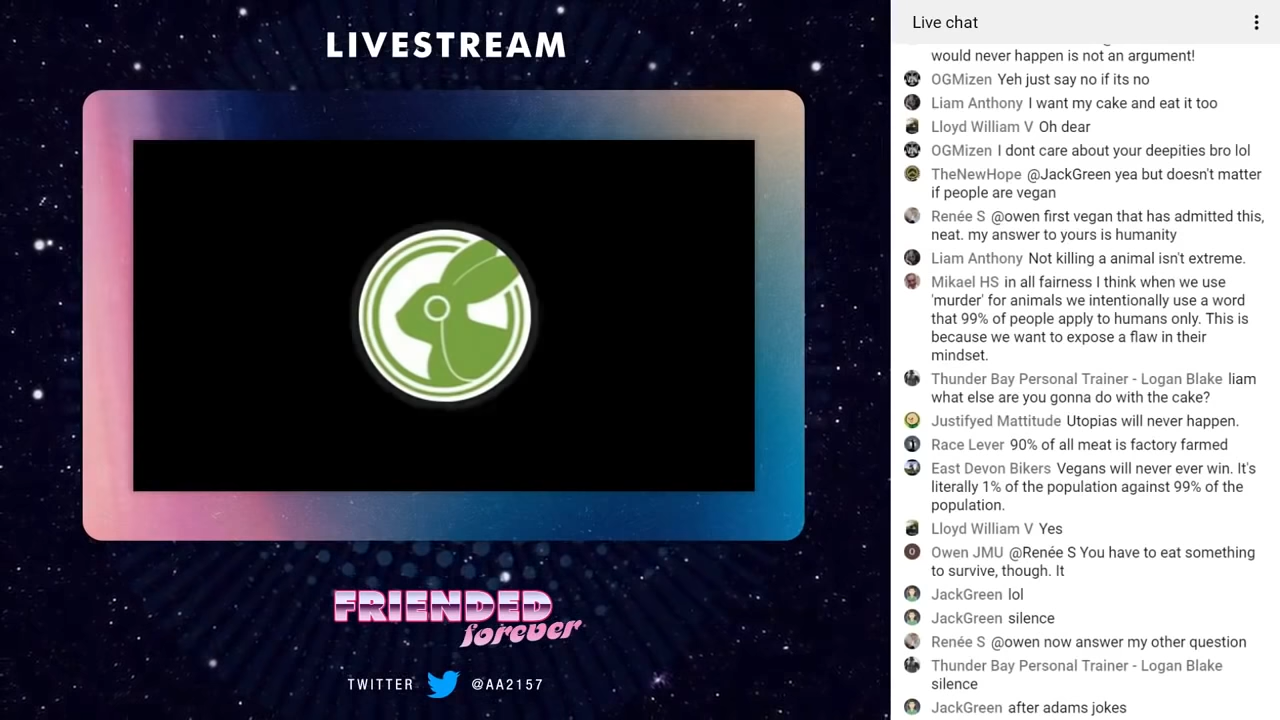 LIVESTREAM
FRIENDED
forever
TWITTER @AA2157
Live chat
would never happen is not an argument!
OGMizen Yeh just say no if its no
Liam Anthony I want my cake and eat it too
Lloyd William V Oh dear
OGMizen I dont care about your deepities bro lol
TheNewHope @JackGreen yea but doesn't matter
if people are vegan
Renée S @owen first vegan that has admitted this,
neat. my answer to yours is humanity
Liam Anthony Not killing a animal isn't extreme.
Mikael HS in all fairness I think when we use
'murder' for animals we intentionally use a word
that 99% of people apply to humans only. This is
because we want to expose a flaw in their
mindset.
Thunder Bay Personal Trainer - Logan Blake liam
what else are you gonna do with the cake?
Justifyed Mattitude Utopias will never happen.
Race Lever 90% of all meat is factory farmed
East Devon Bikers Vegans will never ever win. It's
literally 1% of the population against 99% of the
population.
Lloyd William V Yes
O Owen JMU @Renée S You have to eat something
to survive, though. It
JackGreen lol
JackGreen silence
Renée S @owen now answer my other question
Thunder Bay Personal Trainer - Logan Blake
silence
JackGreen after adams jokes